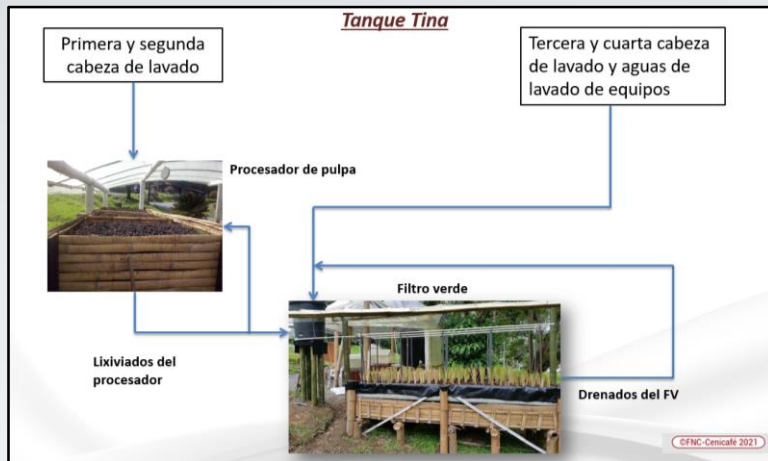 Tanque Tina
Primera y segunda
cabeza de lavado
Tercera y cuarta cabeza
de lavado y aguas de
lavado de equipos
Procesador de pulpa
Filtro verde
Lixiviados del
procesador
Drenados del FV
©FNC-Cenicafé 2021